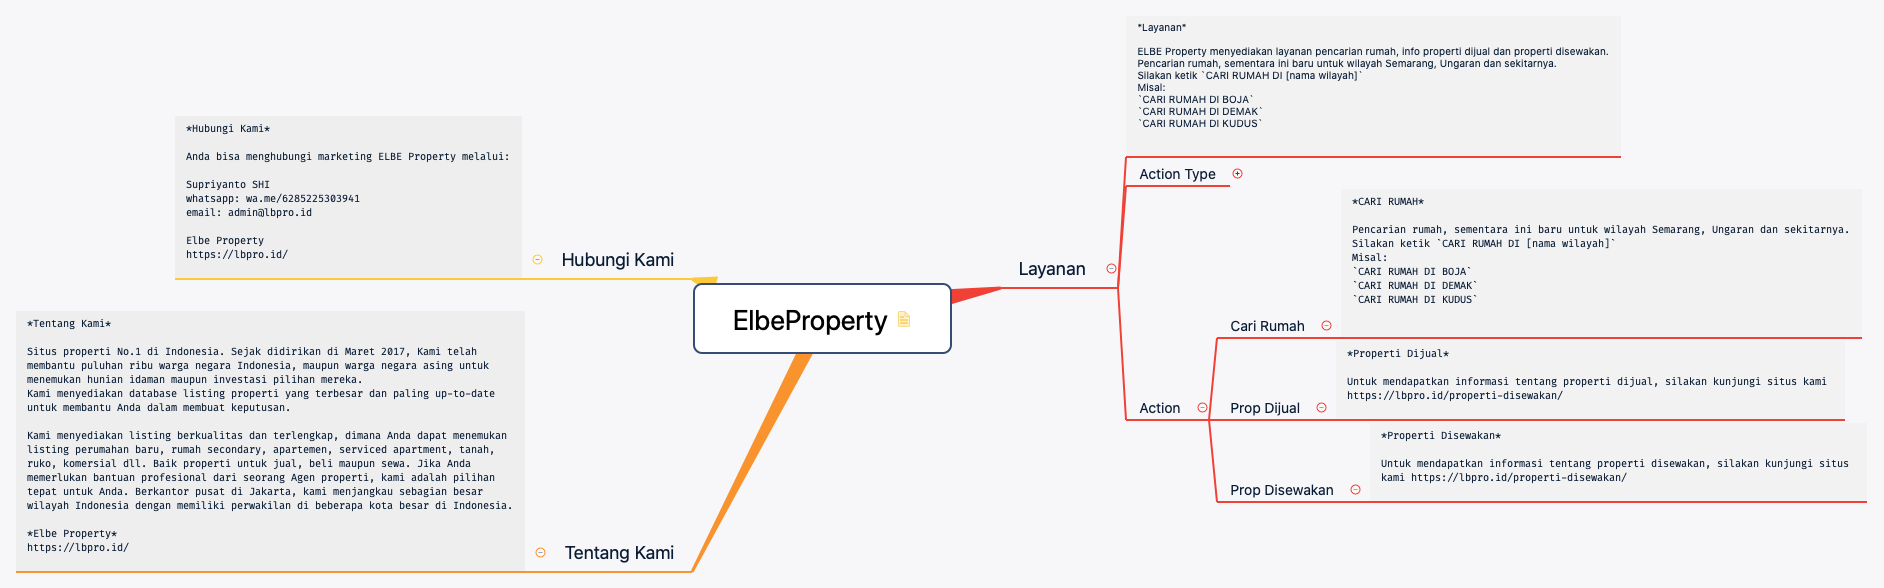 *Hubungi Kami*
Anda bisa menghubungi marketing ELBE Property melalui:
Supriyanto SHI
whatsapp: wa.me/6285225303941
email: admin@lbpro.id
Elbe Property
https://lbpro.id/
Hubungi Kami
*Tentang Kami*
Situs properti No.1 di Indonesia. Sejak didirikan di Maret 2017, Kami telah
membantu puluhan ribu warga negara Indonesia, maupun warga negara asing untuk
menemukan hunian idaman maupun investasi pilihan mereka.
Kami menyediakan database listing properti yang terbesar dan paling up-to-date
untuk membantu Anda dalam membuat keputusan.
Kami menyediakan listing berkualitas dan terlengkap, dimana Anda dapat menemukan
listing perumahan baru, rumah secondary, apartemen, serviced apartment, tanah,
ruko, komersial dll. Baik properti untuk jual, beli maupun sewa. Jika Anda
memerlukan bantuan profesional dari seorang Agen properti, kami adalah pilihan
tepat untuk Anda. Berkantor pusat di Jakarta, kami menjangkau sebagian besar
wilayah Indonesia dengan memiliki perwakilan di beberapa kota besar di Indonesia.
*Elbe Property*
https://lbpro.id/
Tentang Kami
ElbeProperty
Layanan
*Layanan*
ELBE Property menyediakan layanan pencarian rumah, info properti dijual dan properti disewakan.
Pencarian rumah, sementara ini baru untuk wilayah Semarang, Ungaran dan sekitarnya.
Silakan ketik `CARI RUMAH DI [nama wilayah]`
Misal:
`CARI RUMAH DI BOJA`
`CARI RUMAH DI DEMAK`
`CARI RUMAH DI KUDUS`
Action Type
Action
Cari Rumah
*CARI RUMAH*
Pencarian rumah, sementara ini baru untuk wilayah Semarang, Ungaran dan sekitarnya.
Silakan ketik `CARI RUMAH DI [nama wilayah]`
Misal:
`CARI RUMAH DI BOJA`
`CARI RUMAH DI DEMAK`
`CARI RUMAH DI KUDUS`
Prop Dijual
*Properti Dijual*
Untuk mendapatkan informasi tentang properti dijual, silakan kunjungi situs kami
https://lbpro.id/properti-disewakan/
Prop Disewakan
*Properti Disewakan*
Untuk mendapatkan informasi tentang properti disewakan, silakan kunjungi situs
kami https://lbpro.id/properti-disewakan/